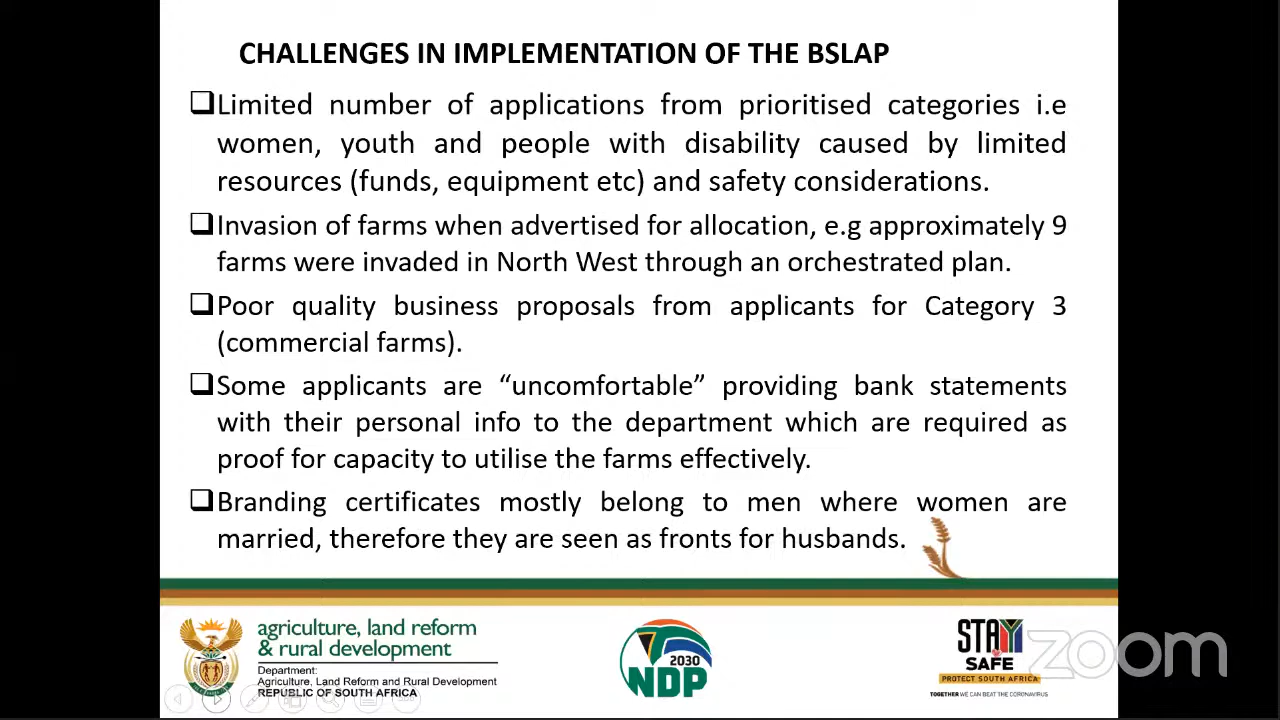 CHALLENGES IN IMPLEMENTATION OF THE BSLAP
❑Limited number of applications from prioritised categories i.e
women, youth and people with disability caused by limited
resources (funds, equipment etc) and safety considerations.
❑Invasion of farms when advertised for allocation, e.g approximately 9
farms were invaded in North West through an orchestrated plan.
❑Poor quality business proposals from applicants for Category 3
(commercial farms).
❑Some applicants are “uncomfortable” providing bank statements
with their personal info to the department which are required as
proof for capacity to utilise the farms effectively.
❑Branding certificates mostly belong to men where women are
married, therefore they are seen as fronts for husbands.
agriculture, land reform
& rural development
Department:
Agriculture, Land Reform and Rural Development
REPUBLIC OF SOUTH AFRICA
2030
NDP
STAY
SAFE
PROTECT SOUTH AFRICA
TOGETHER WE CAN BEAT THE CORONAVIRUS
zoom